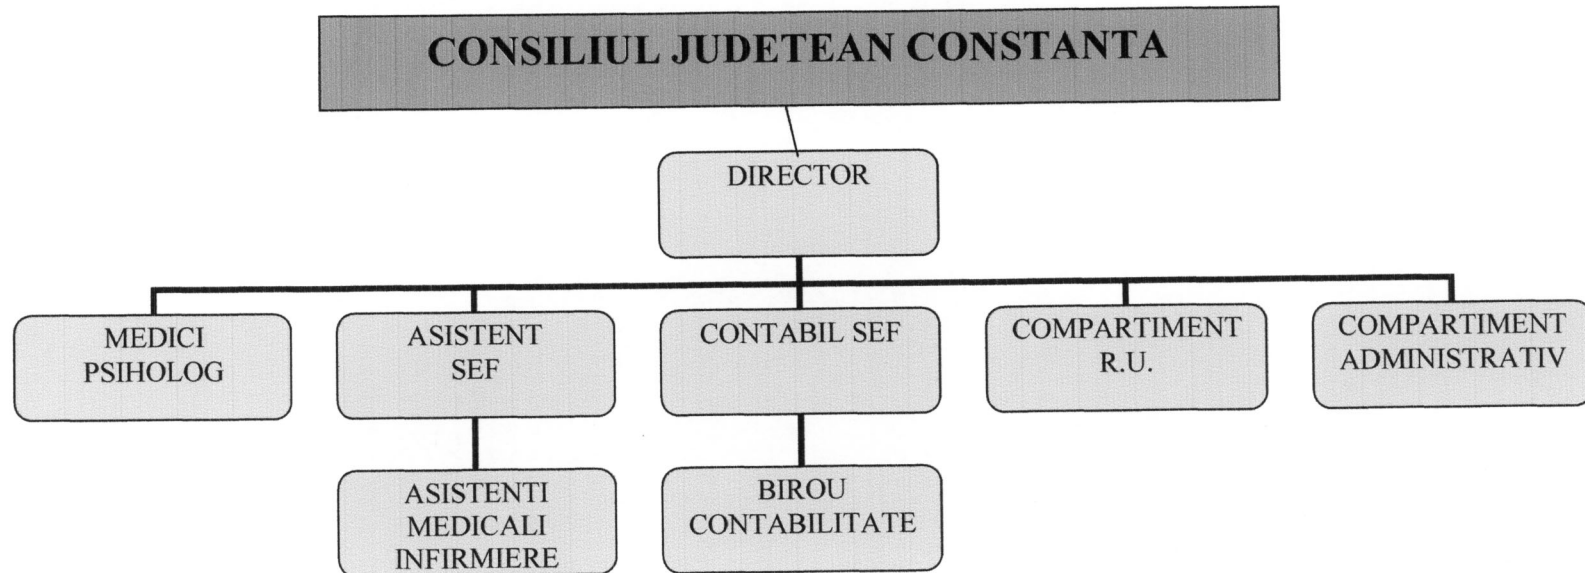 CONSILIUL JUDETEAN CONSTANTA
DIRECTOR
MEDICI
PSIHOLOG
ASISTENT
SEF
CONTABIL SEF
COMPARTIMENT
R.U.
COMPARTIMENT
ADMINISTRATIV
ASISTENTI
MEDICALI
INFIRMIERE
BIROU
CONTABILITATE